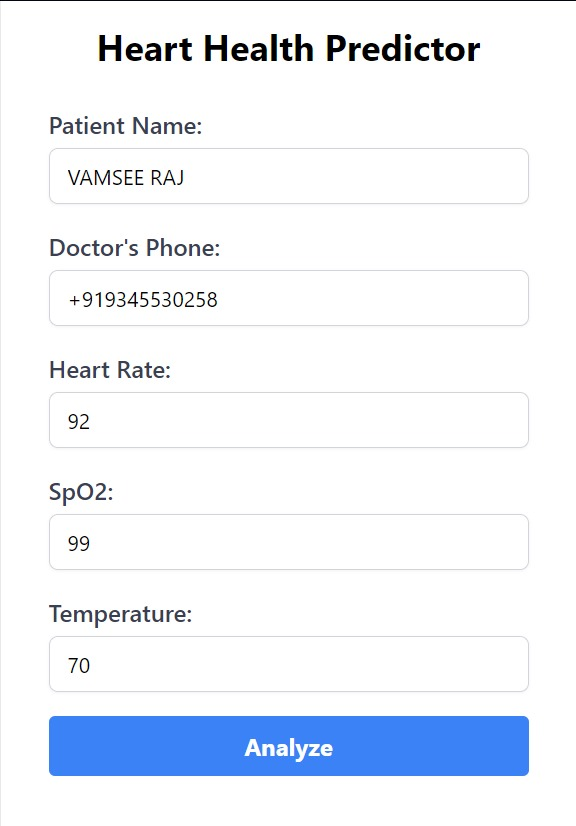 Heart Health Predictor
Patient Name:
VAMSEE RAJ
Doctor's Phone:
+919345530258
Heart Rate:
92
SpO2:
99
Temperature:
70
Analyze